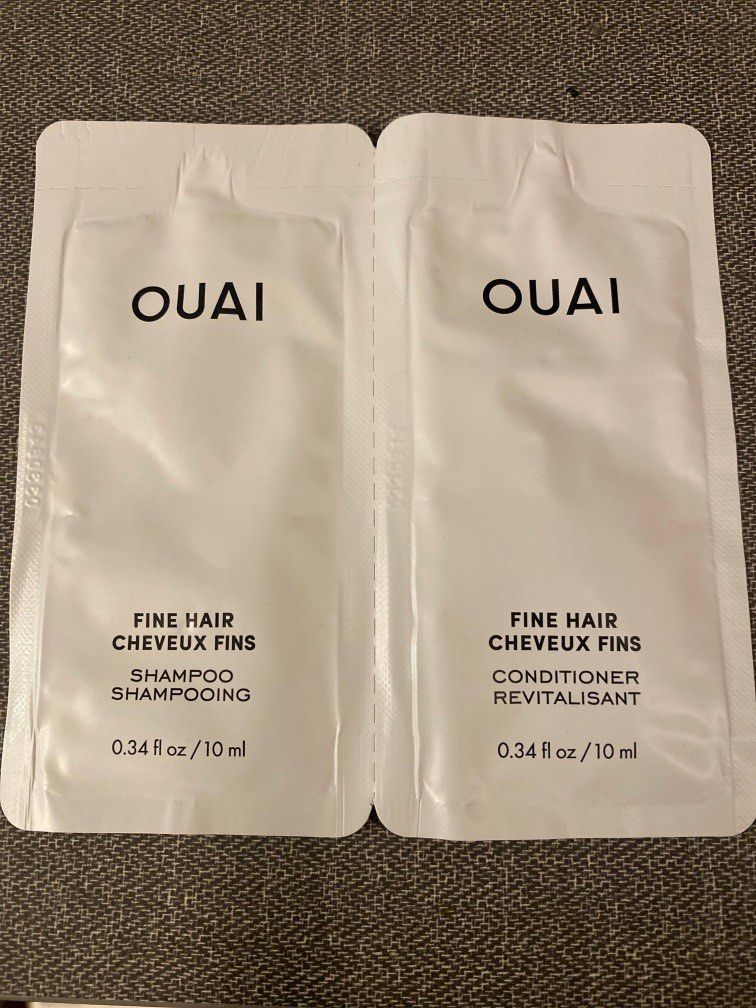 OUAI
FINE HAIR
CHEVEUX FINS
SHAMPOO
SHAMPOOING
0.34 fl oz / 10 ml
OUAI
FINE HAIR
CHEVEUX FINS
CONDITIONER
REVITALISANT
0.34 fl oz / 10 ml